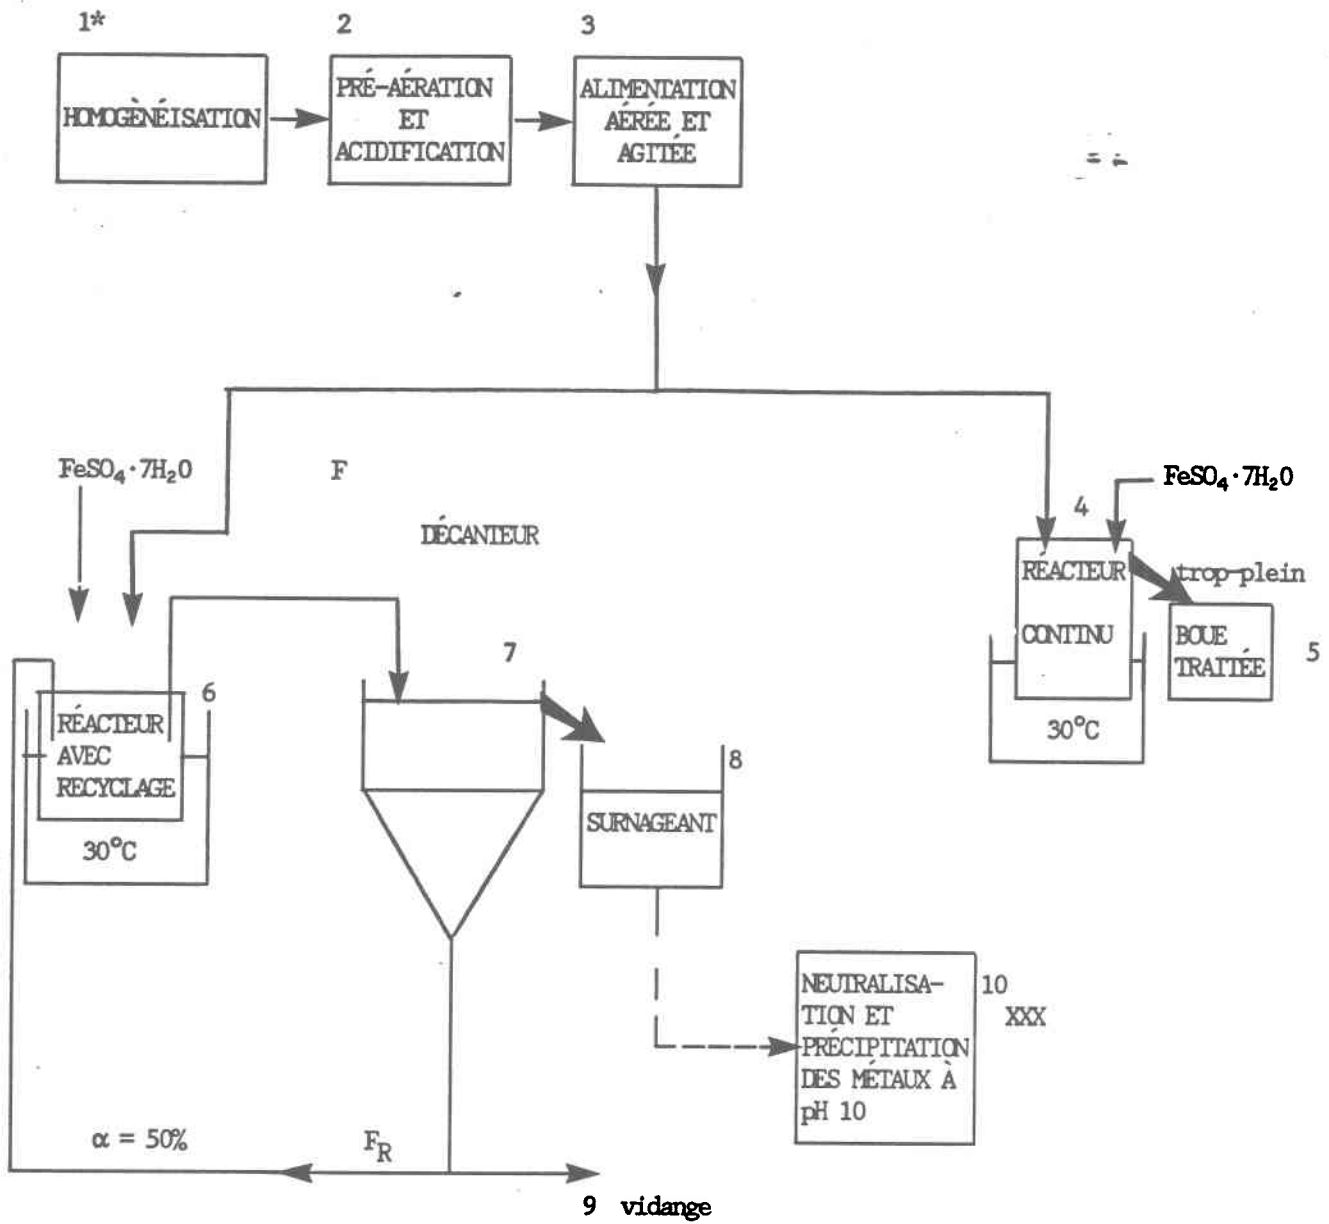 1*
2
3
HOMOGÈNÉISATION
PRÉ-AÉRATION
ET
ACIDIFICATION
ALIMENTATION
AÉRÉE ET
AGITÉE
FeSO₄·7H₂O
F
DÉCANTEUR
FeSO₄·7H₂O
4
RÉACTEUR
CONTINU
30°C
trop-plein
BOUE
TRAITÉE
5
6
RÉACTEUR
AVEC
RECYCLAGE
30°C
7
8
SURNAGEANT
NEUTRALISA-
TION ET
PRÉCIPITATION
DES MÉTAUX À
pH 10
10
XXX
α = 50%
F_R
9 vidange